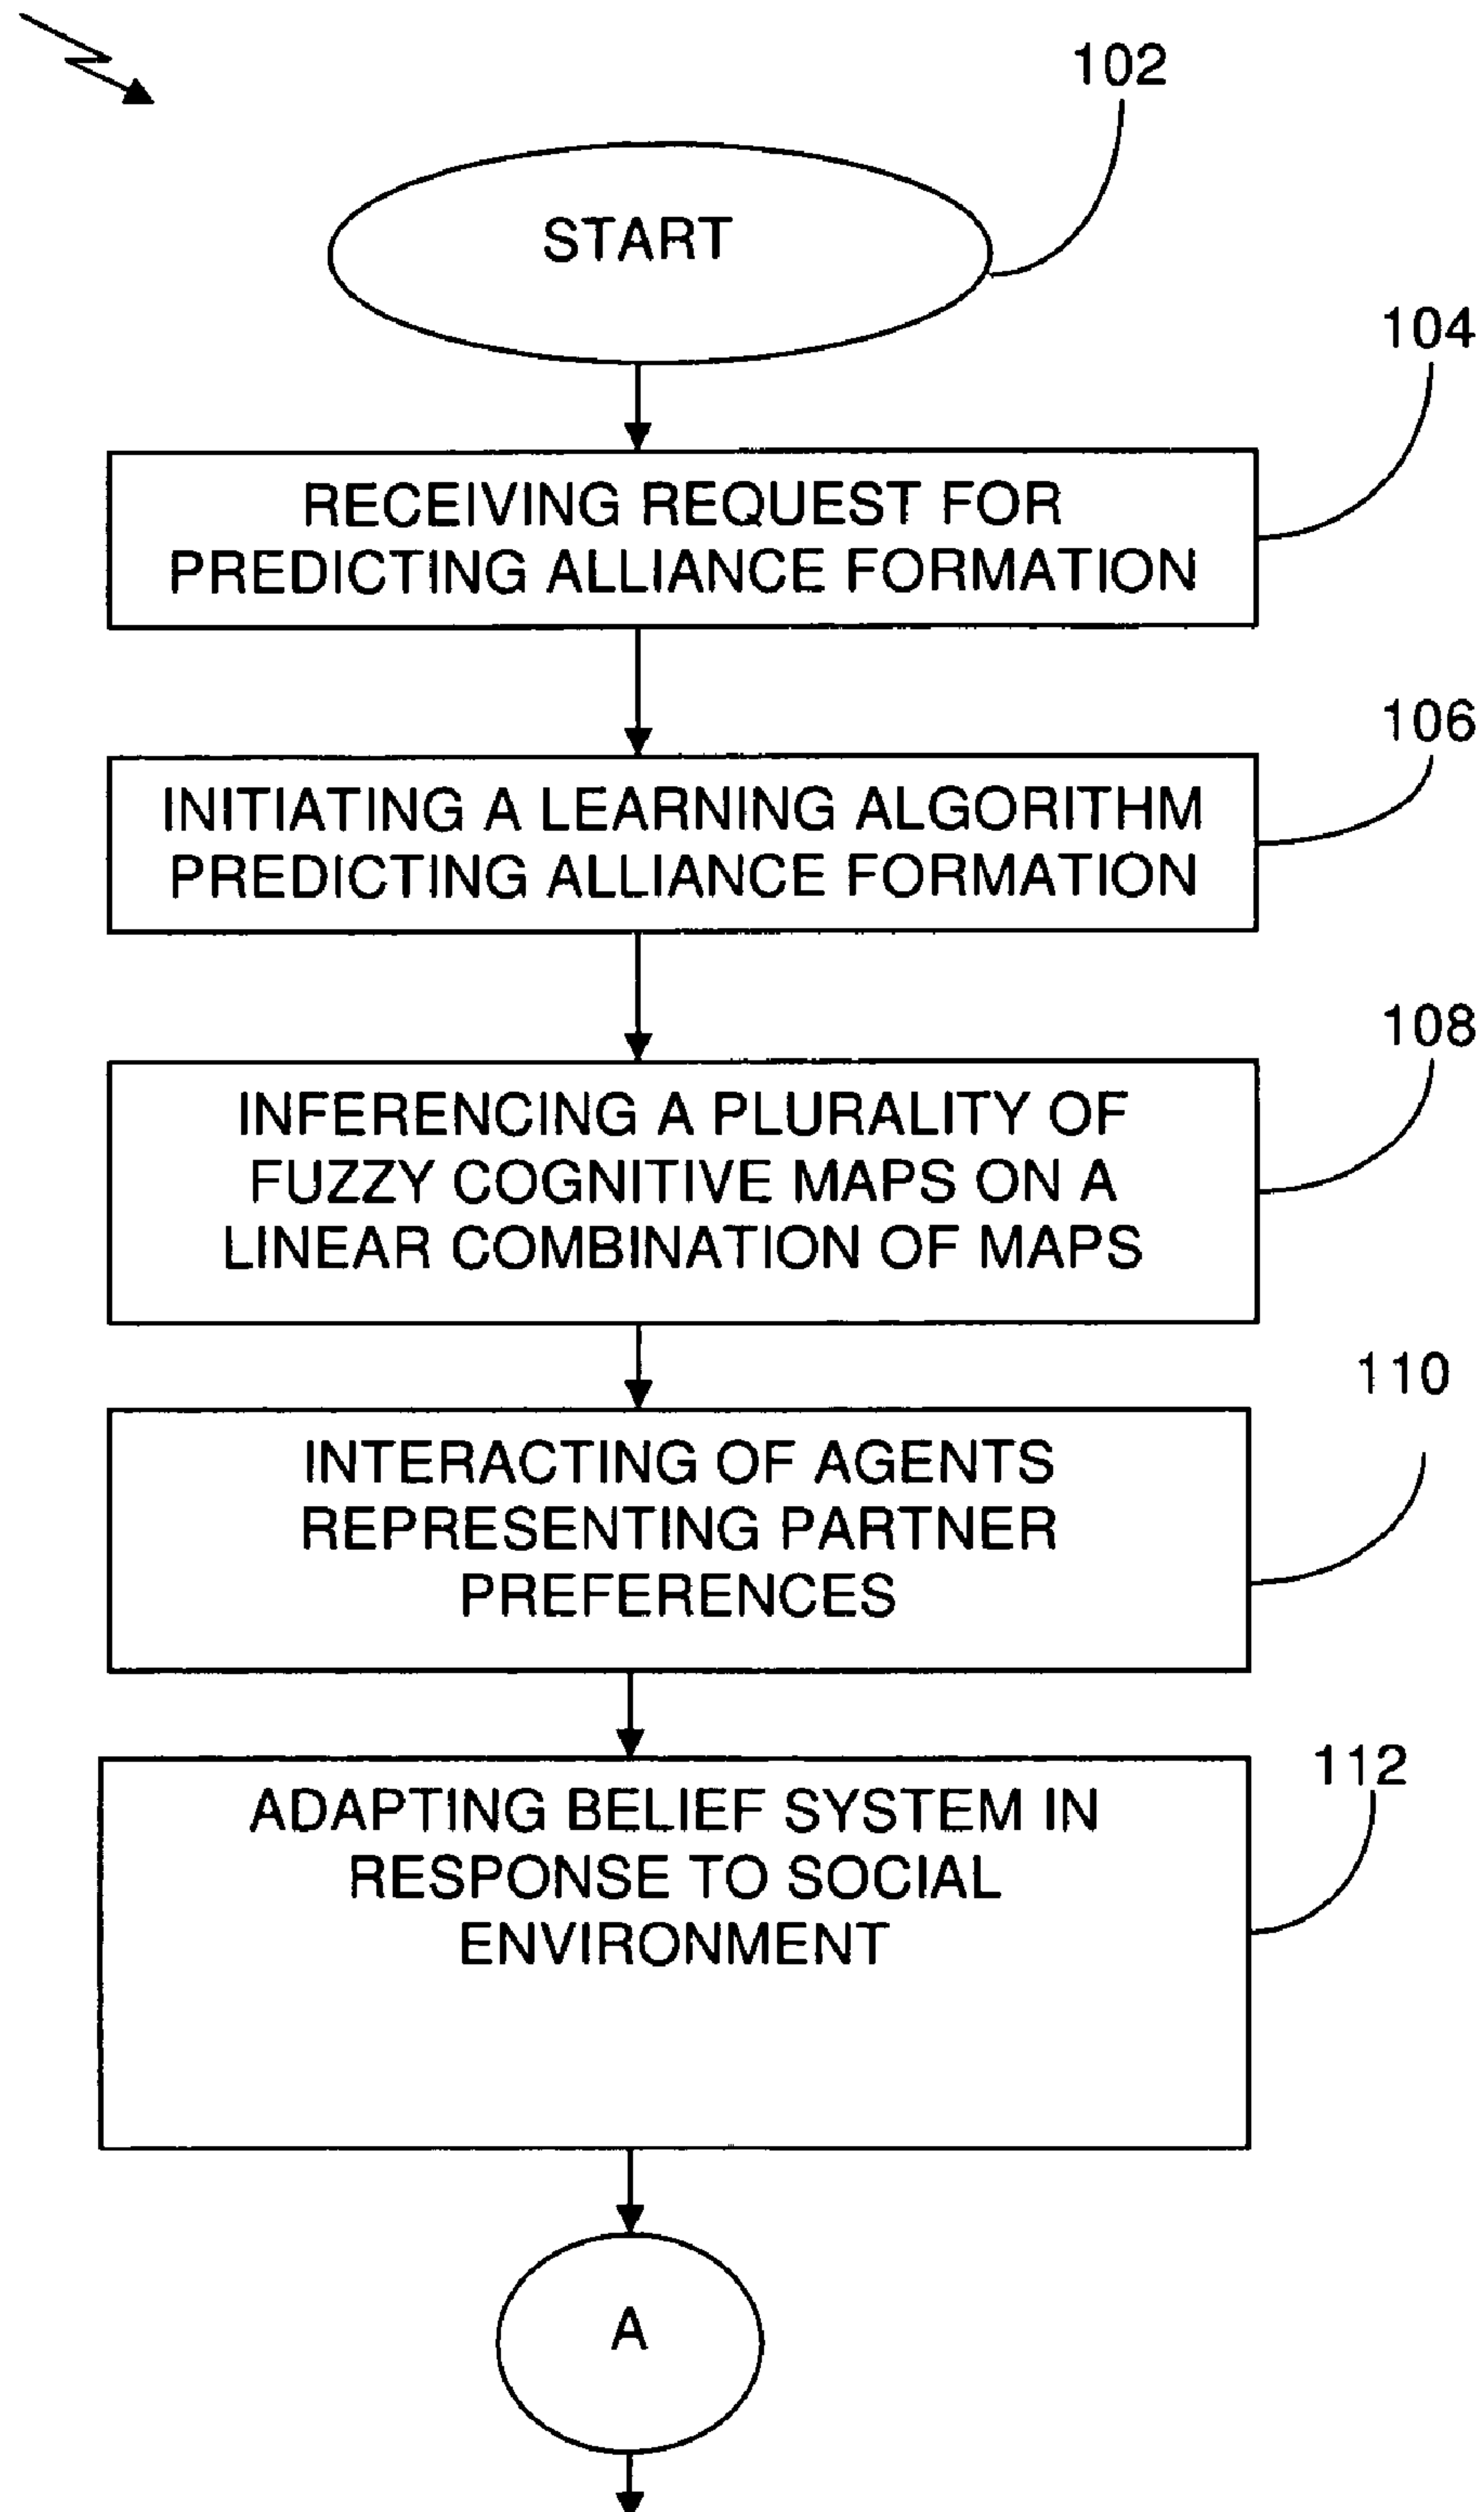 102
START
104
RECEIVING REQUEST FOR
PREDICTING ALLIANCE FORMATION
106
INITIATING A LEARNING ALGORITHM
PREDICTING ALLIANCE FORMATION
108
INFERENCING A PLURALITY OF
FUZZY COGNITIVE MAPS ON A
LINEAR COMBINATION OF MAPS
110
INTERACTING OF AGENTS
REPRESENTING PARTNER
PREFERENCES
112
ADAPTING BELIEF SYSTEM IN
RESPONSE TO SOCIAL
ENVIRONMENT
A